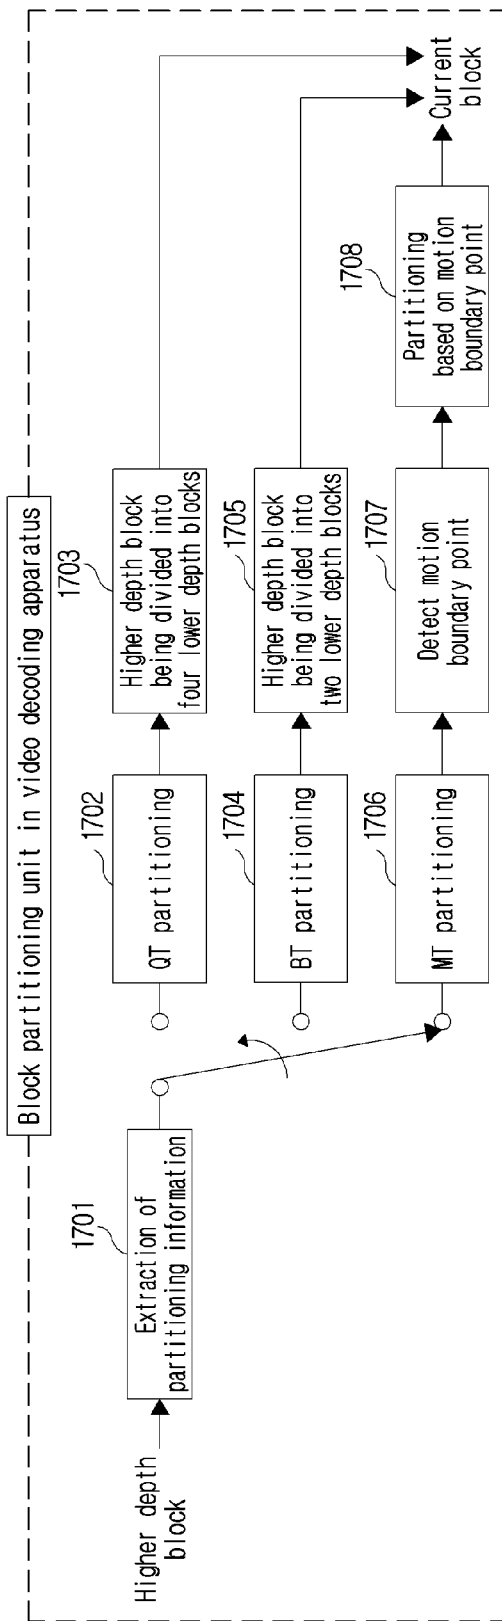 Block partitioning unit in video decoding apparatus
Higher depth
block
1701
Extraction of
partitioning information
1702
QT partitioning
1703
Higher depth block
being divided into
four lower depth blocks
1704
BT partitioning
1705
Higher depth block
being divided into
two lower depth blocks
1706
MT partitioning
1707
Detect motion
boundary point
1708
Partitioning
based on motion
boundary point
Current
block